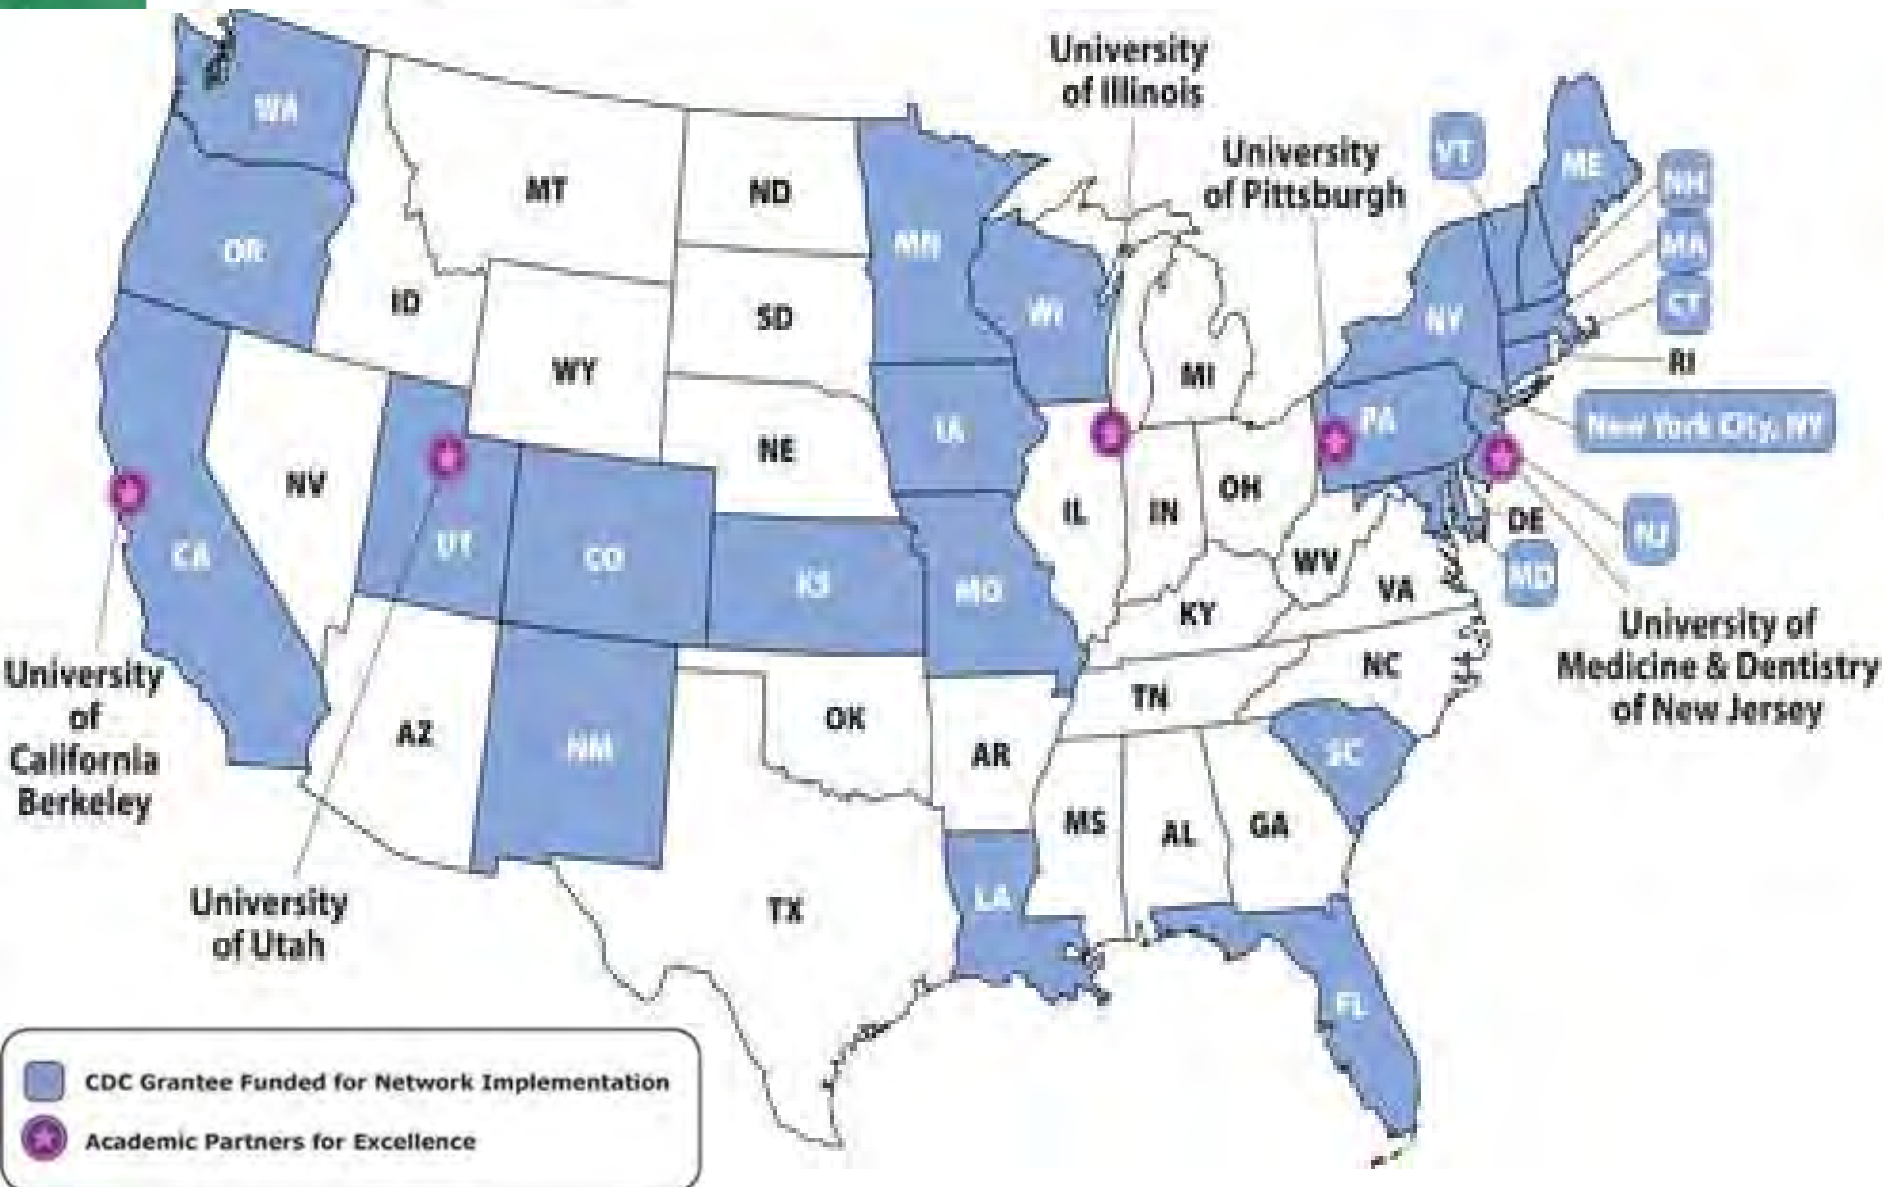 University
of Illinois
University
of Pittsburgh
WA
OR
CA
NV
ID
MT
WY
UT
CO
AZ
NM
ND
SD
NE
KS
OK
TX
MN
IA
MO
AR
LA
WI
IL
MI
IN
OH
KY
TN
MS
AL
GA
FL
SC
NC
VA
WV
PA
NY
VT
ME
NH
MA
CT
RI
New York City, NY
NJ
DE
MD
University of
Medicine & Dentistry
of New Jersey
University
of
California
Berkeley
University
of Utah
CDC Grantee Funded for Network Implementation
Academic Partners for Excellence